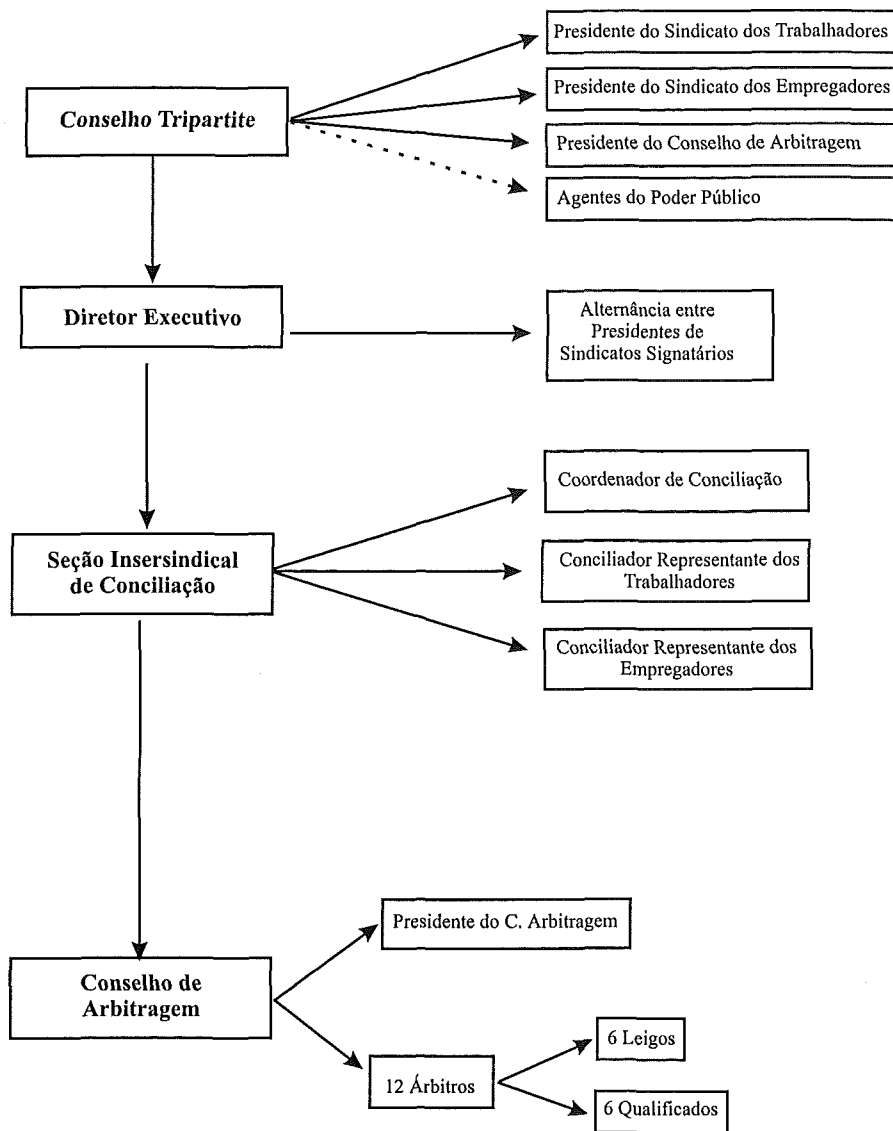 Presidente do Sindicato dos Trabalhadores
Presidente do Sindicato dos Empregadores
Conselho Tripartite
Presidente do Conselho de Arbitragem
Agentes do Poder Público
Diretor Executivo
Alternância entre
Presidentes de
Sindicatos Signatários
Coordenador de Conciliação
Seção Insersindical
de Conciliação
Conciliador Representante dos
Trabalhadores
Conciliador Representante dos
Empregadores
Presidente do C. Arbitragem
Conselho de
Arbitragem
6 Leigos
12 Árbitros
6 Qualificados